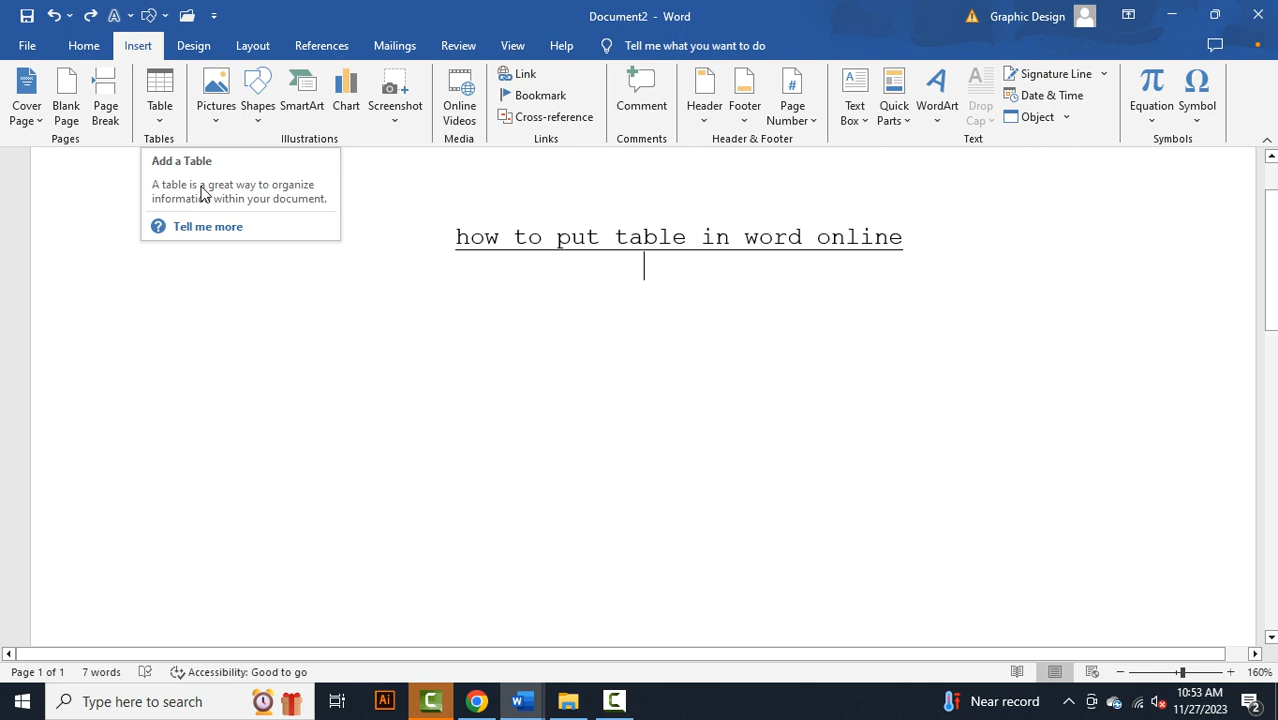 Document2 - Word
Graphic Design
File Home Insert Design Layout References Mailings Review View Help Tell me what you want to do
Cover Page
Blank Page
Page Break
Table
Pictures
Shapes
SmartArt
Chart
Screenshot
Online Videos
Link
Bookmark
Cross-reference
Comment
Header
Footer
Page Number
Text Box
Quick Parts
WordArt
Drop Cap
Signature Line
Date & Time
Object
Equation
Symbol
Pages Tables Illustrations Media Links Comments Header & Footer Text Symbols
Add a Table
A table is a great way to organize
information within your document.
Tell me more
how to put table in word online
Page 1 of 1 7 words Accessibility: Good to go 160%
Type here to search
Ai
Near record
10:53 AM
11/27/2023
2